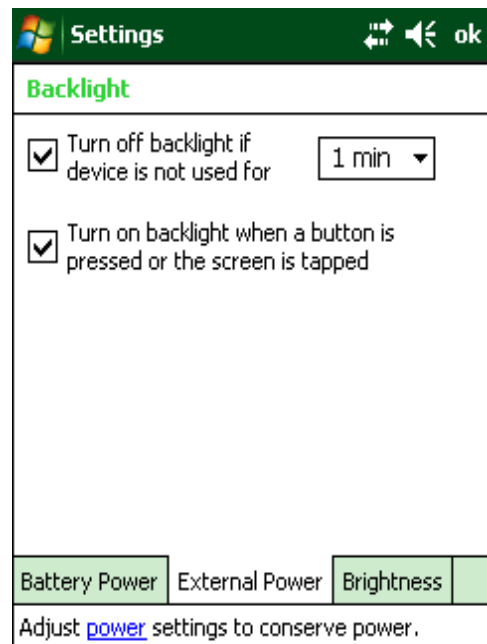 Settings ok
Backlight
Turn off backlight if
device is not used for 1 min
Turn on backlight when a button is
pressed or the screen is tapped
Battery Power External Power Brightness
Adjust power settings to conserve power.